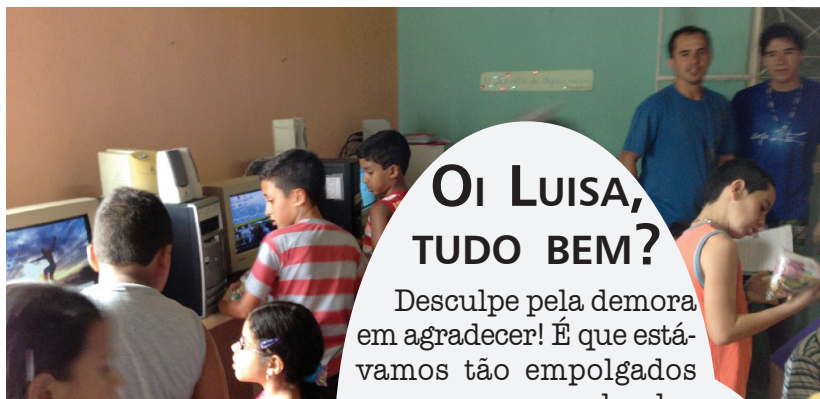 Oi Luisa,
tudo bem?
Desculpe pela demora
em agradecer! É que está-
vamos tão empolgados